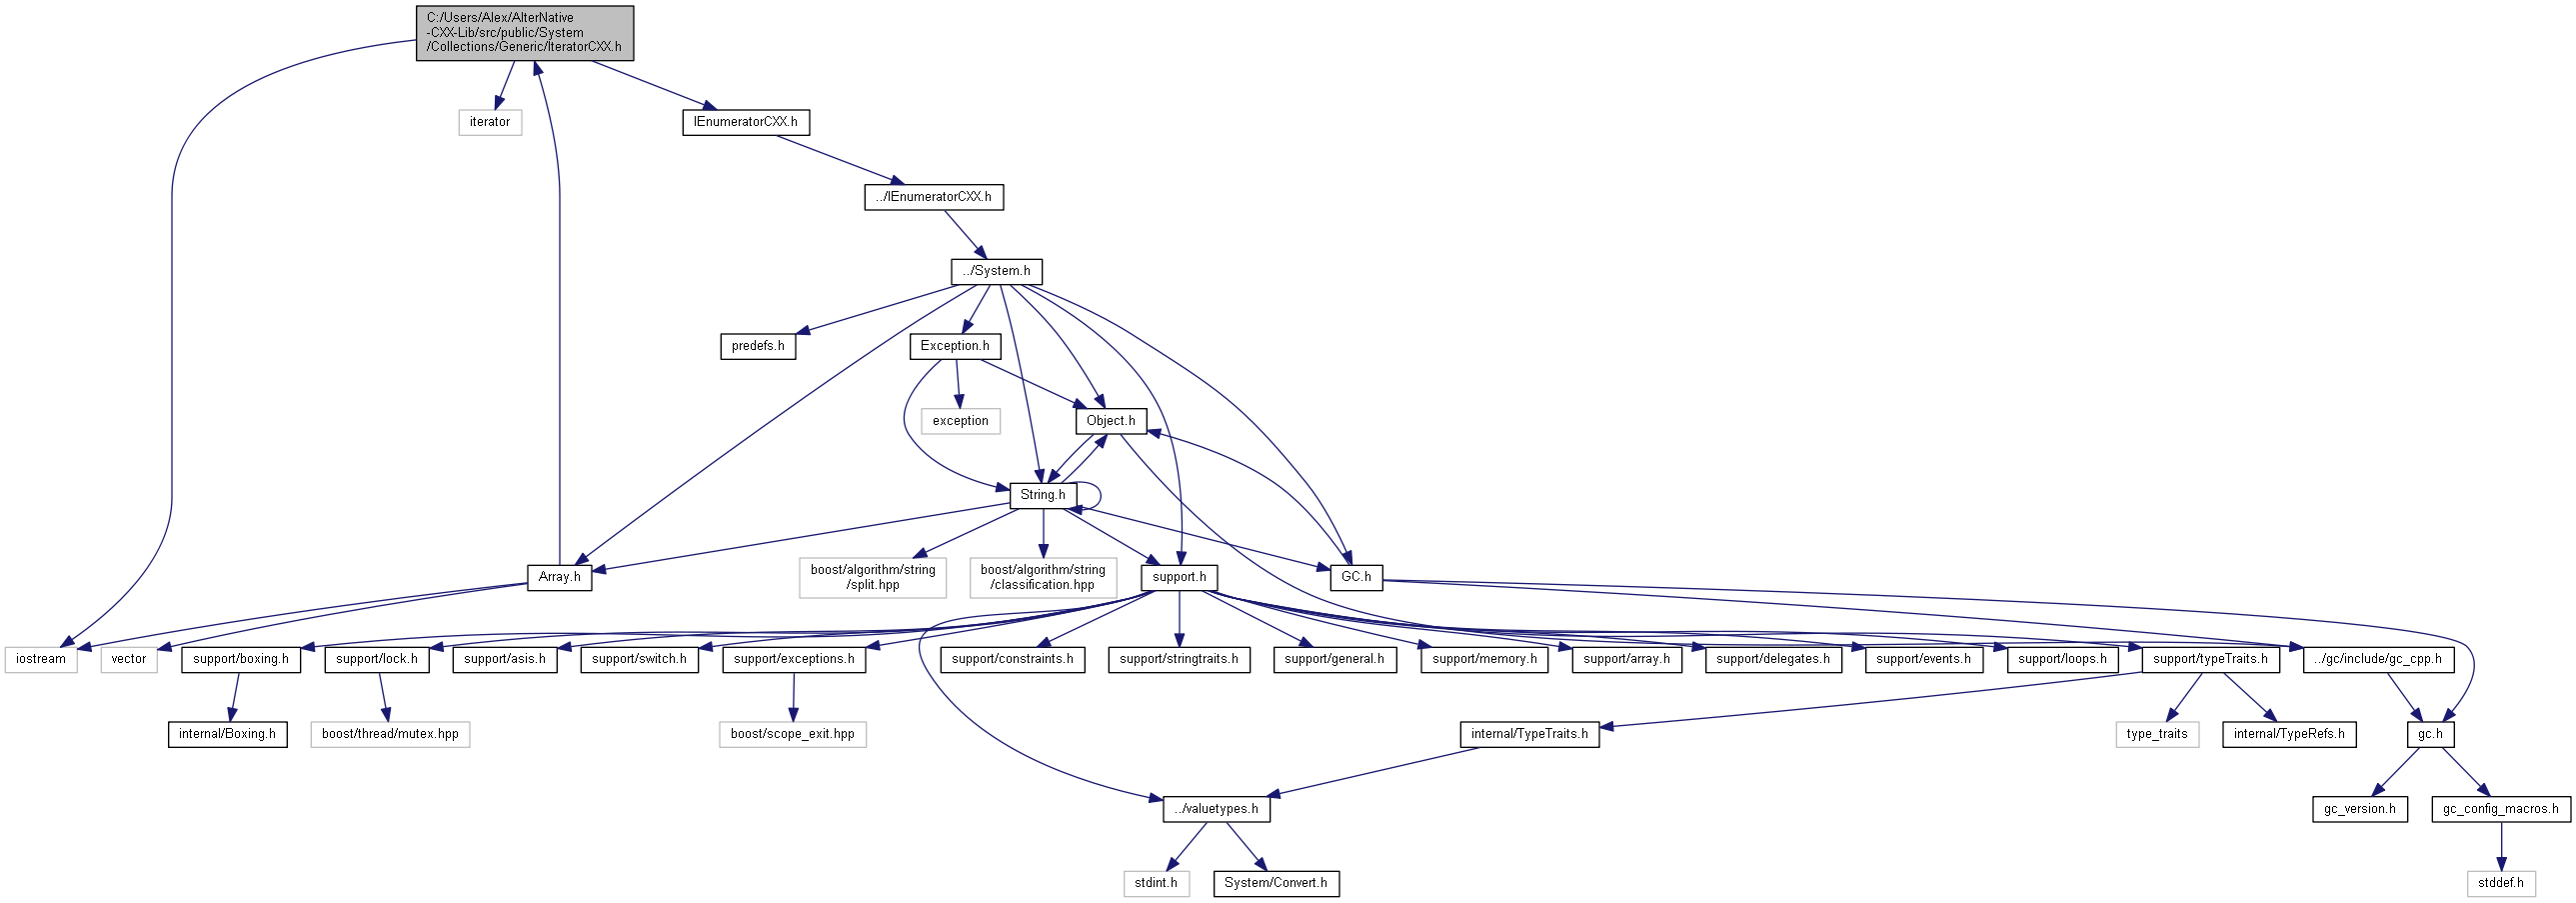 C:/Users/Alex/AlterNative
-CXX-Lib/src/public/System
/Collections/Generic/IteratorCXX.h
iterator
IEnumeratorCXX.h
../IEnumeratorCXX.h
../System.h
predefs.h
Exception.h
exception
Object.h
String.h
Array.h
boost/algorithm/string
/split.hpp
boost/algorithm/string
/classification.hpp
support.h
GC.h
iostream
vector
support/boxing.h
support/lock.h
support/asis.h
support/switch.h
support/exceptions.h
support/constraints.h
support/stringtraits.h
support/general.h
support/memory.h
support/array.h
support/delegates.h
support/events.h
support/loops.h
support/typeTraits.h
../gc/include/gc_cpp.h
internal/Boxing.h
boost/thread/mutex.hpp
boost/scope_exit.hpp
internal/TypeTraits.h
type_traits
internal/TypeRefs.h
gc.h
../valuetypes.h
gc_version.h
gc_config_macros.h
stdint.h
System/Convert.h
stddef.h